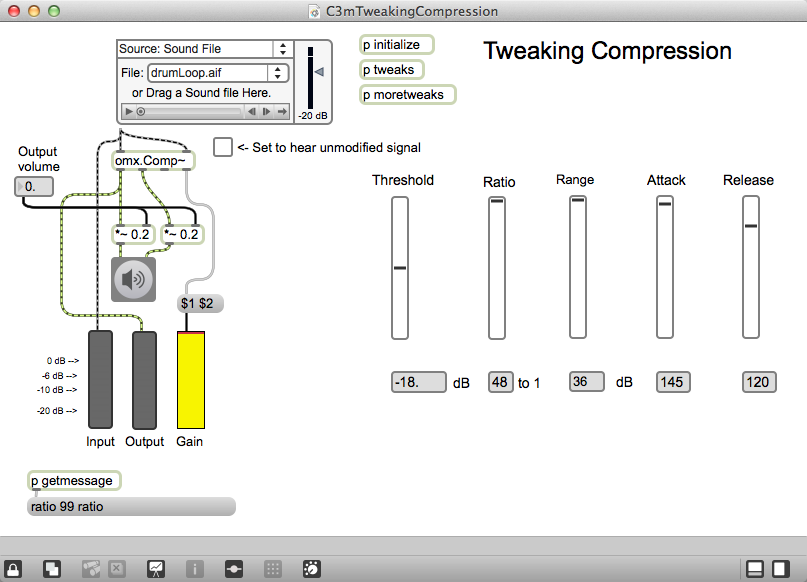 C3mTweakingCompression
Source: Sound File
File: drumLoop.aif
or Drag a Sound file Here.
-20 dB
p initialize
p tweaks
p moretweaks
Tweaking Compression
<- Set to hear unmodified signal
Output
volume
0.
omx.Comp~
*~ 0.2
*~ 0.2
$1 $2
0 dB -->
-6 dB -->
-10 dB -->
-20 dB -->
Input
Output
Gain
Threshold
Ratio
Range
Attack
Release
-18. dB
48 to 1
36 dB
145
120
p getmessage
ratio 99 ratio